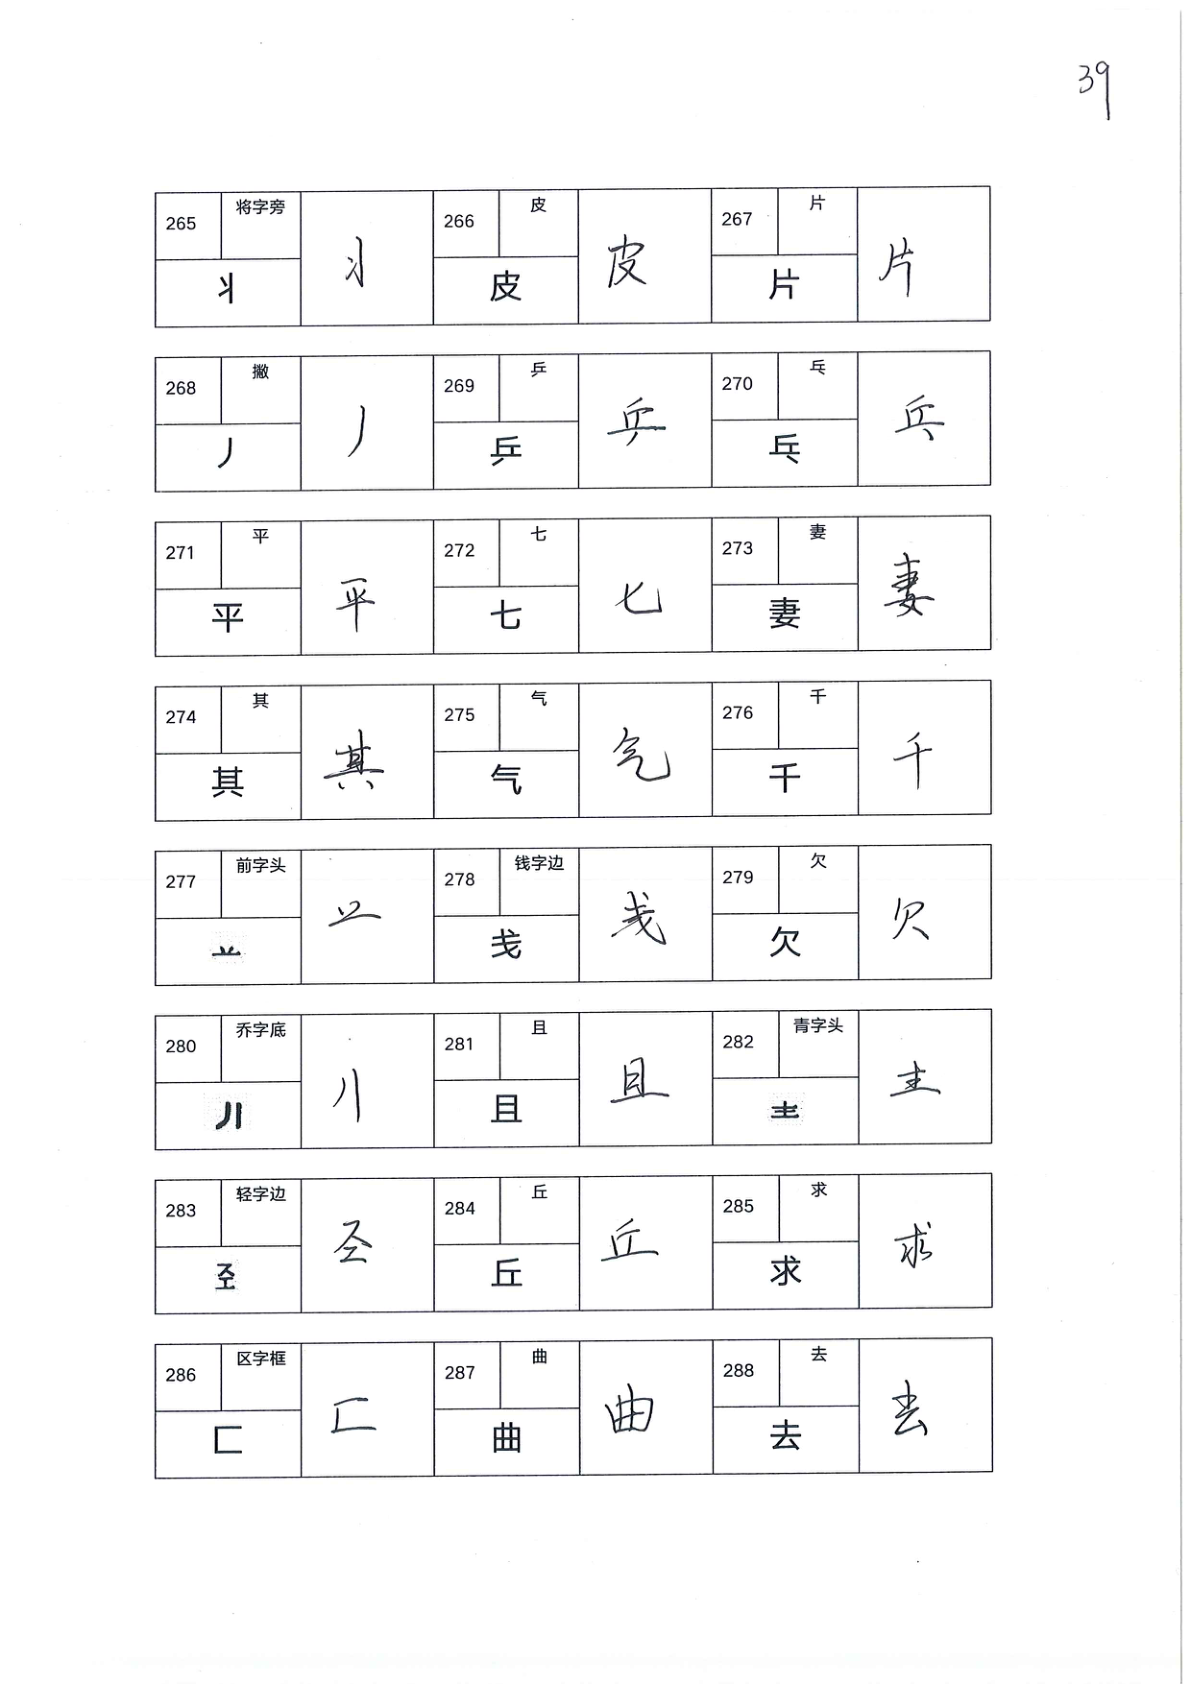 39
265 将字旁 丬 丬 266 皮 皮 皮 267 片 片 片
268 撇 丿 丿 269 乒 乒 乒 270 乓 乓 乓
271 平 平 平 272 七 七 七 273 妻 妻 妻
274 其 其 其 275 气 气 气 276 千 千 千
277 前字头 䒑 䒑 278 钱字边 戋 戋 279 欠 欠 欠
280 乔字底 丿丨 丿丨 281 且 且 且 282 青字头 龶 龶
283 轻字边 𢀖 𢀖 284 丘 丘 丘 285 求 求 求
286 区字框 匚 匚 287 曲 曲 曲 288 去 去 去